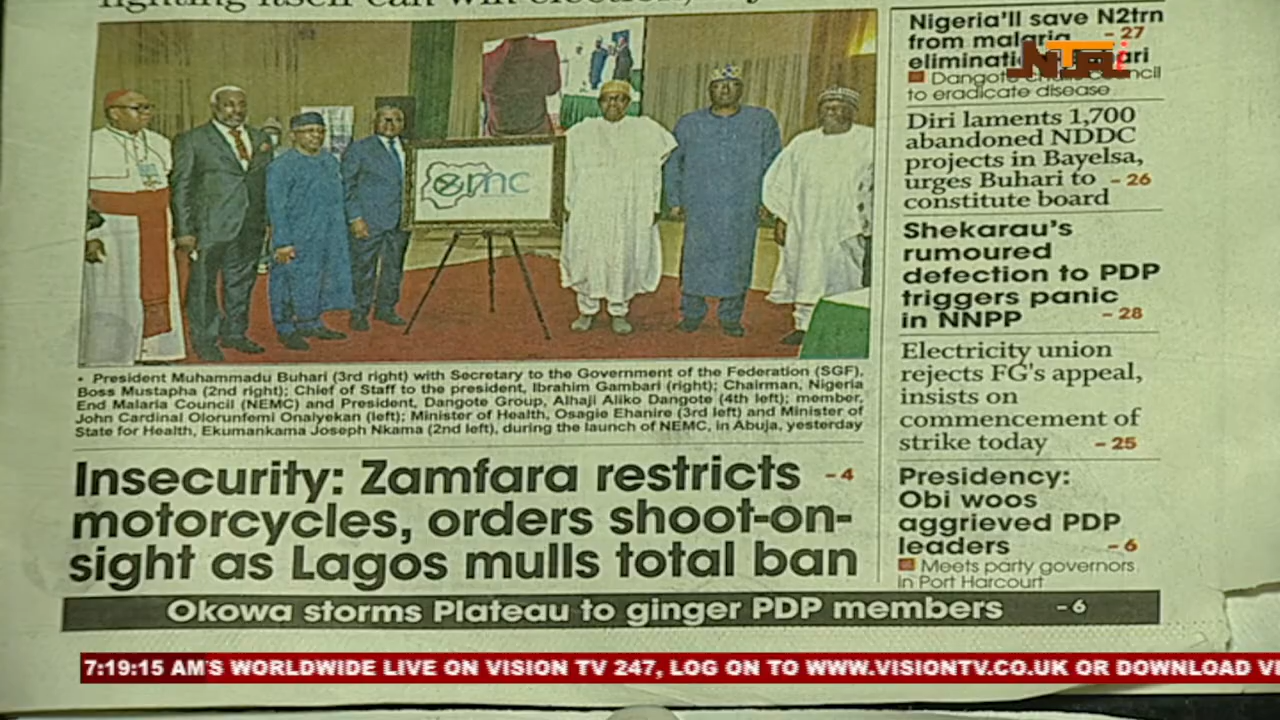 fighting itself can win election,
emc
• President Muhammadu Buhari (3rd right) with Secretary to the Government of the Federation (SGF),
Boss Mustapha (2nd right); Chief of Staff to the president, Ibrahim Gambari (right); Chairman, Nigeria
End Malaria Council (NEMC) and President, Dangote Group, Alhaji Aliko Dangote (4th left); member,
John Cardinal Olorunfemi Onaiyekan (left); Minister of Health, Osagie Ehanire (3rd left) and Minister of
State for Health, Ekumankama Joseph Nkama (2nd left), during the launch of NEMC, in Abuja, yesterday
Insecurity: Zamfara restricts - 4
motorcycles, orders shoot-on-
sight as Lagos mulls total ban
Nigeria'll save N2trn
from malaria - 27
Dangote
to eradicate disease
Diri laments 1,700
abandoned NDDC
projects in Bayelsa,
urges Buhari to - 26
constitute board
Shekarau's
rumoured
defection to PDP
triggers panic
in NNPP - 28
Electricity union
rejects FG's appeal,
insists on
commencement of
strike today - 25
Presidency:
Obi woos
aggrieved PDP
leaders - 6
Meets party governors
in Port Harcourt
Okowa storms Plateau to ginger PDP members - 6
7:19:15 AM'S WORLDWIDE LIVE ON VISION TV 247, LOG ON TO WWW.VISIONTV.CO.UK OR DOWNLOAD